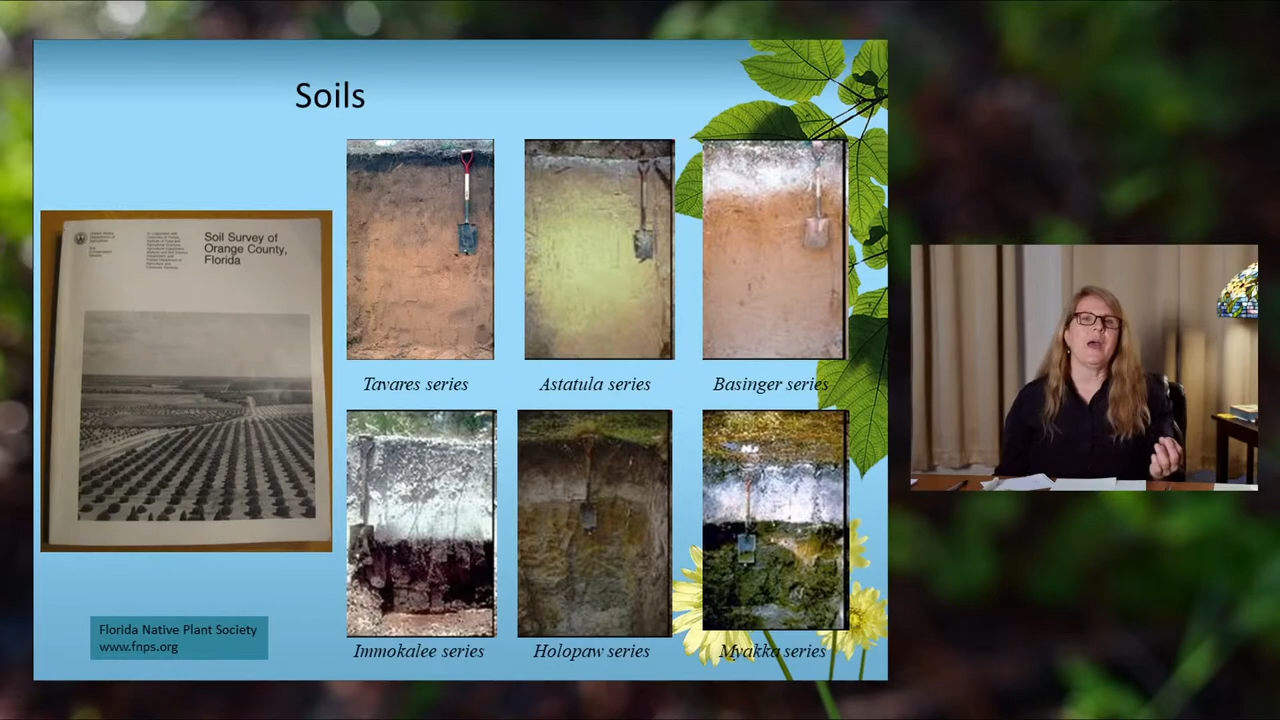 Soils
Soil Survey of
Orange County,
Florida
Tavares series
Astatula series
Basinger series
Immokalee series
Holopaw series
Myakka series
Florida Native Plant Society
www.fnps.org